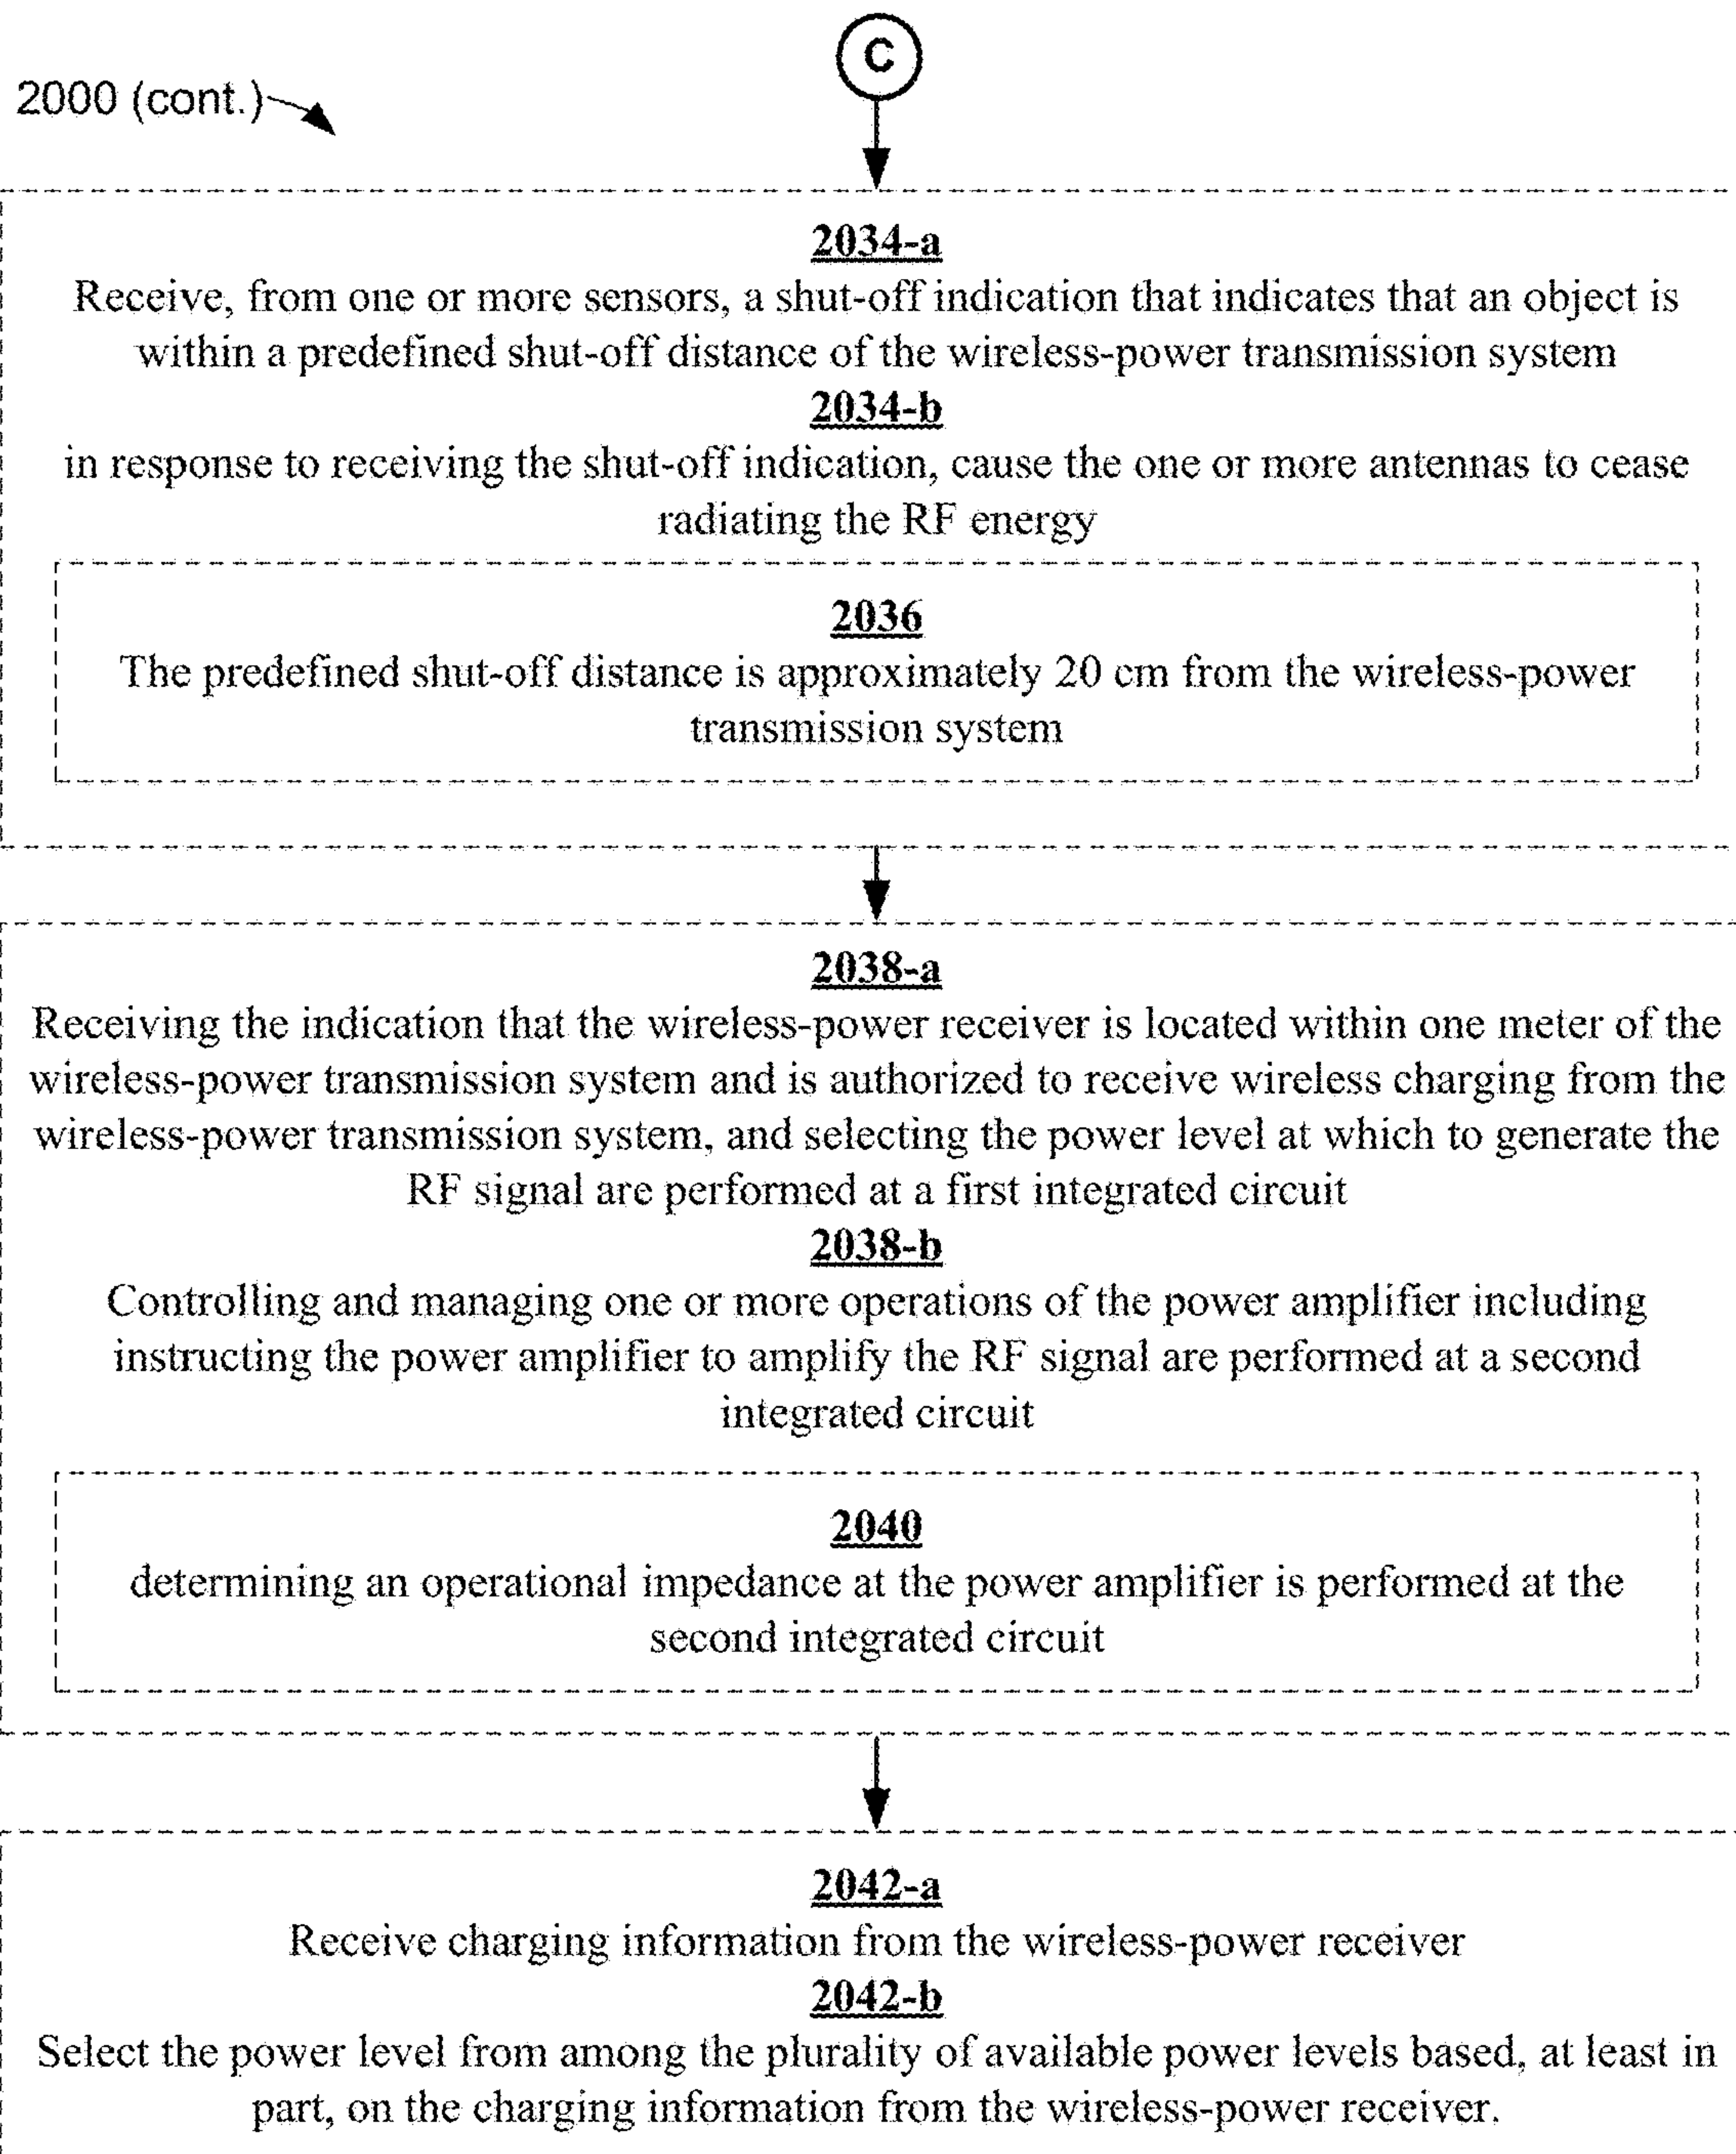 C
2000 (cont.)
2034-a
Receive, from one or more sensors, a shut-off indication that indicates that an object is
within a predefined shut-off distance of the wireless-power transmission system
2034-b
in response to receiving the shut-off indication, cause the one or more antennas to cease
radiating the RF energy
2036
The predefined shut-off distance is approximately 20 cm from the wireless-power
transmission system
2038-a
Receiving the indication that the wireless-power receiver is located within one meter of the
wireless-power transmission system and is authorized to receive wireless charging from the
wireless-power transmission system, and selecting the power level at which to generate the
RF signal are performed at a first integrated circuit
2038-b
Controlling and managing one or more operations of the power amplifier including
instructing the power amplifier to amplify the RF signal are performed at a second
integrated circuit
2040
determining an operational impedance at the power amplifier is performed at the
second integrated circuit
2042-a
Receive charging information from the wireless-power receiver
2042-b
Select the power level from among the plurality of available power levels based, at least in
part, on the charging information from the wireless-power receiver.